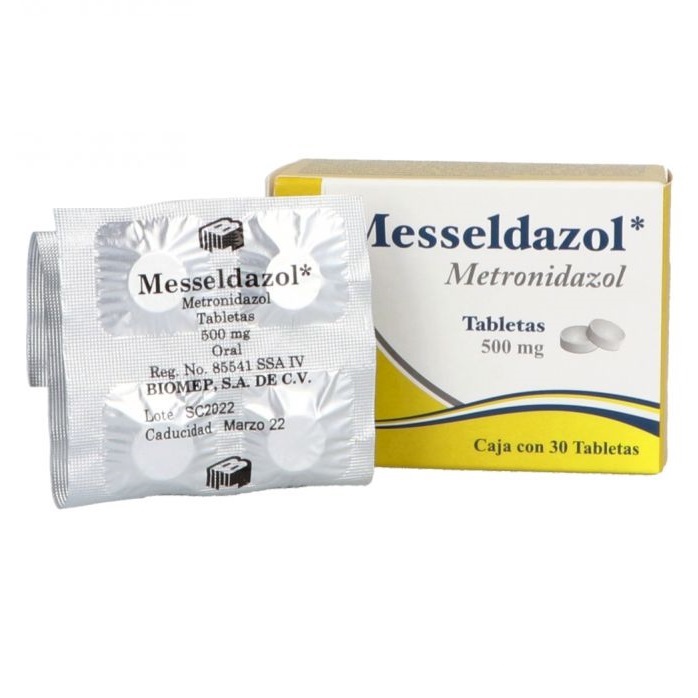 Messeldazol*
Metronidazol
Tabletas
500 mg
Oral
Reg. No. 85541 SSA IV
BIOMEP, S.A. DE C.V.
Lote SC2022
Caducidad Marzo 22
Messeldazol*
Metronidazol
Tabletas
500 mg
Caja con 30 Tabletas